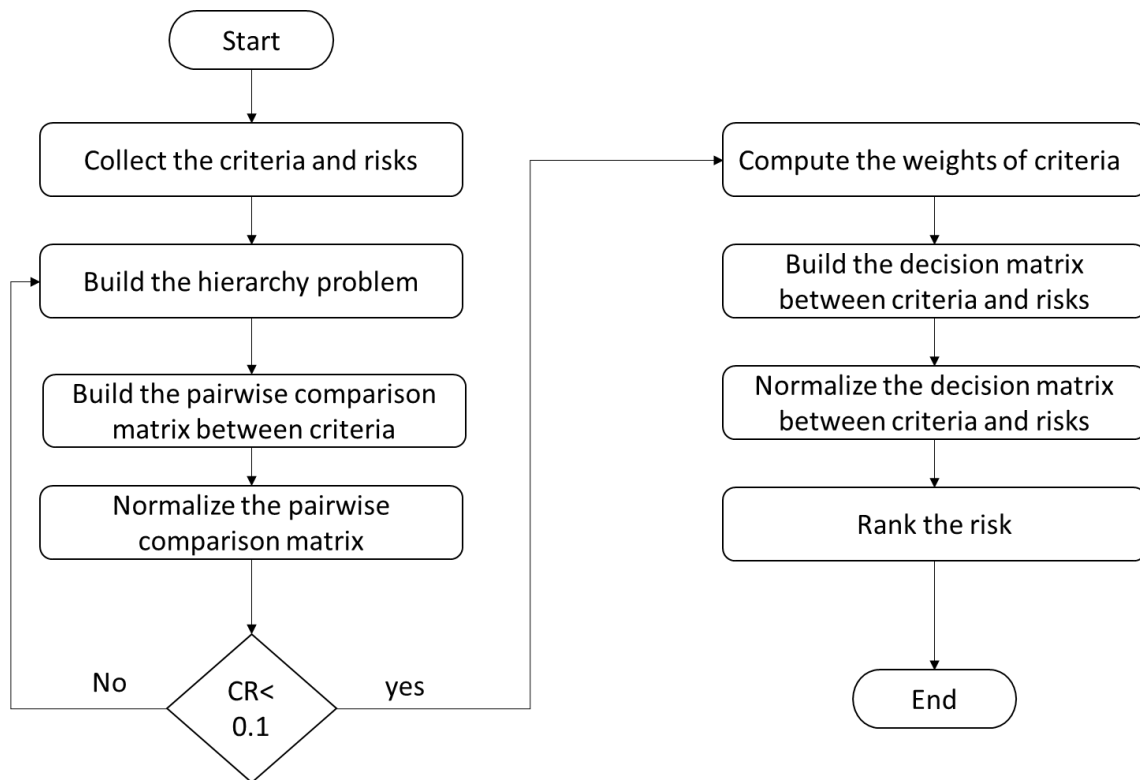 Start
Collect the criteria and risks
Build the hierarchy problem
Build the pairwise comparison
matrix between criteria
Normalize the pairwise
comparison matrix
CR<
0.1
No
yes
Compute the weights of criteria
Build the decision matrix
between criteria and risks
Normalize the decision matrix
between criteria and risks
Rank the risk
End